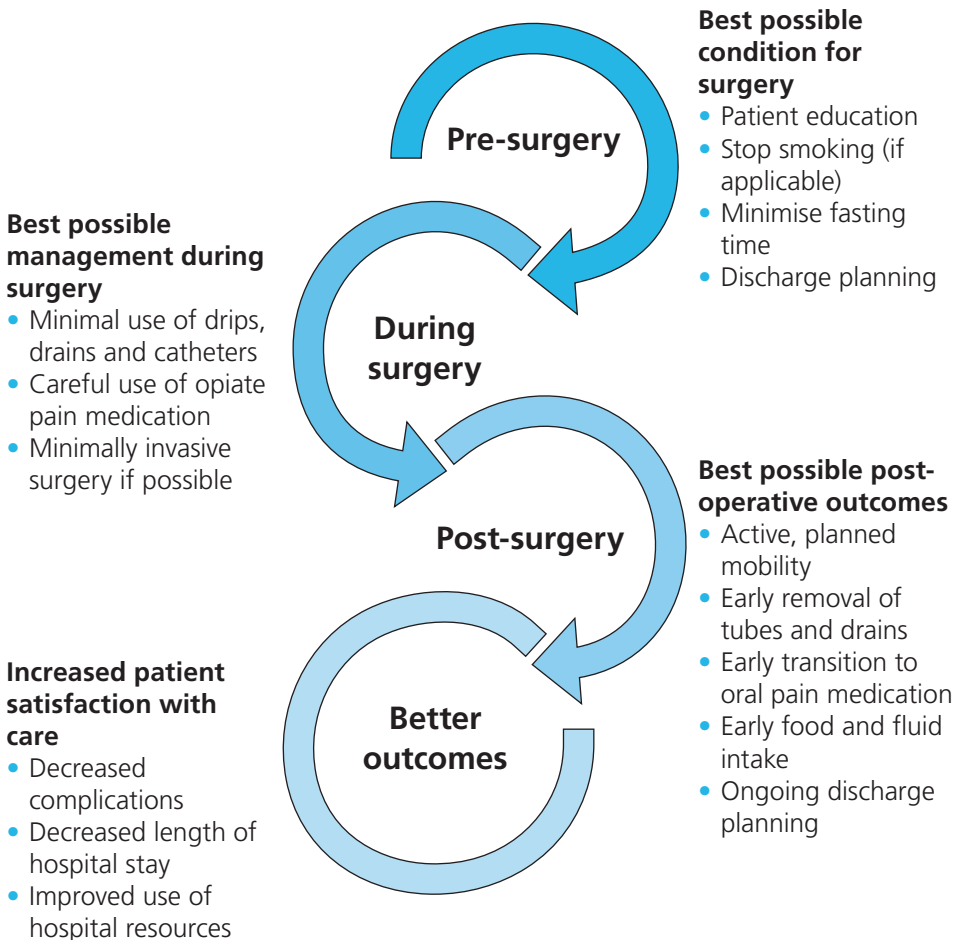 Pre-surgery
Best possible
condition for
surgery
• Patient education
• Stop smoking (if
applicable)
• Minimise fasting
time
• Discharge planning
Best possible
management during
surgery
• Minimal use of drips,
drains and catheters
• Careful use of opiate
pain medication
• Minimally invasive
surgery if possible
During
surgery
Post-surgery
Best possible post-
operative outcomes
• Active, planned
mobility
• Early removal of
tubes and drains
• Early transition to
oral pain medication
• Early food and fluid
intake
• Ongoing discharge
planning
Increased patient
satisfaction with
care
• Decreased
complications
• Decreased length of
hospital stay
• Improved use of
hospital resources
Better
outcomes